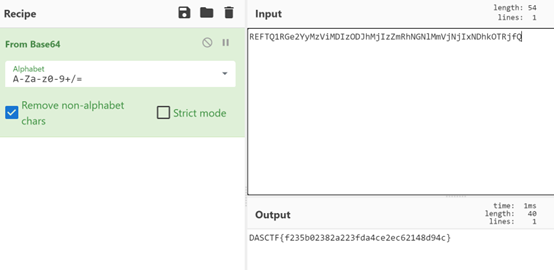 Recipe
From Base64
Alphabet
A-Za-z0-9+/=
Remove non-alphabet chars
Strict mode
Input
length: 54
lines: 1
REFTQ1RGe2YyMzViMDIzODJhMjIzZmRhNGNlMmVjNjIxNDhkOTRjfQ
Output
time: 1ms
length: 40
lines: 1
DASCTF{f235b02382a223fda4ce2ec62148d94c}